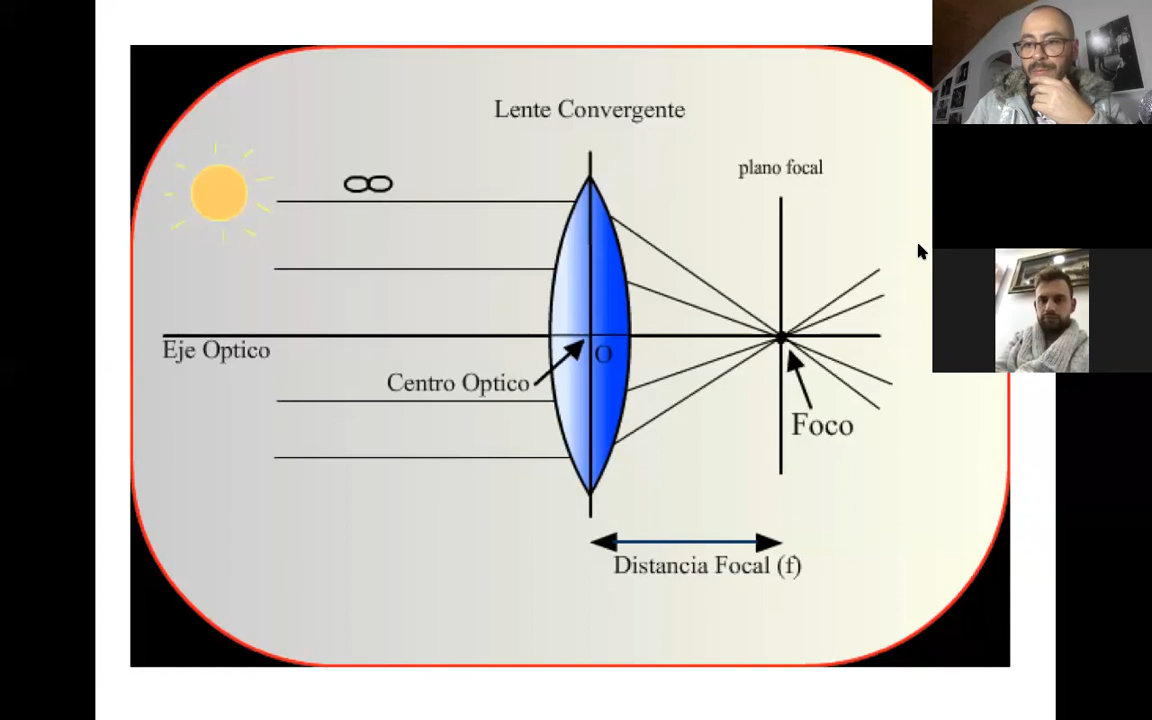 Lente Convergente
plano focal
∞
Eje Optico
O
Centro Optico
Foco
Distancia Focal (f)